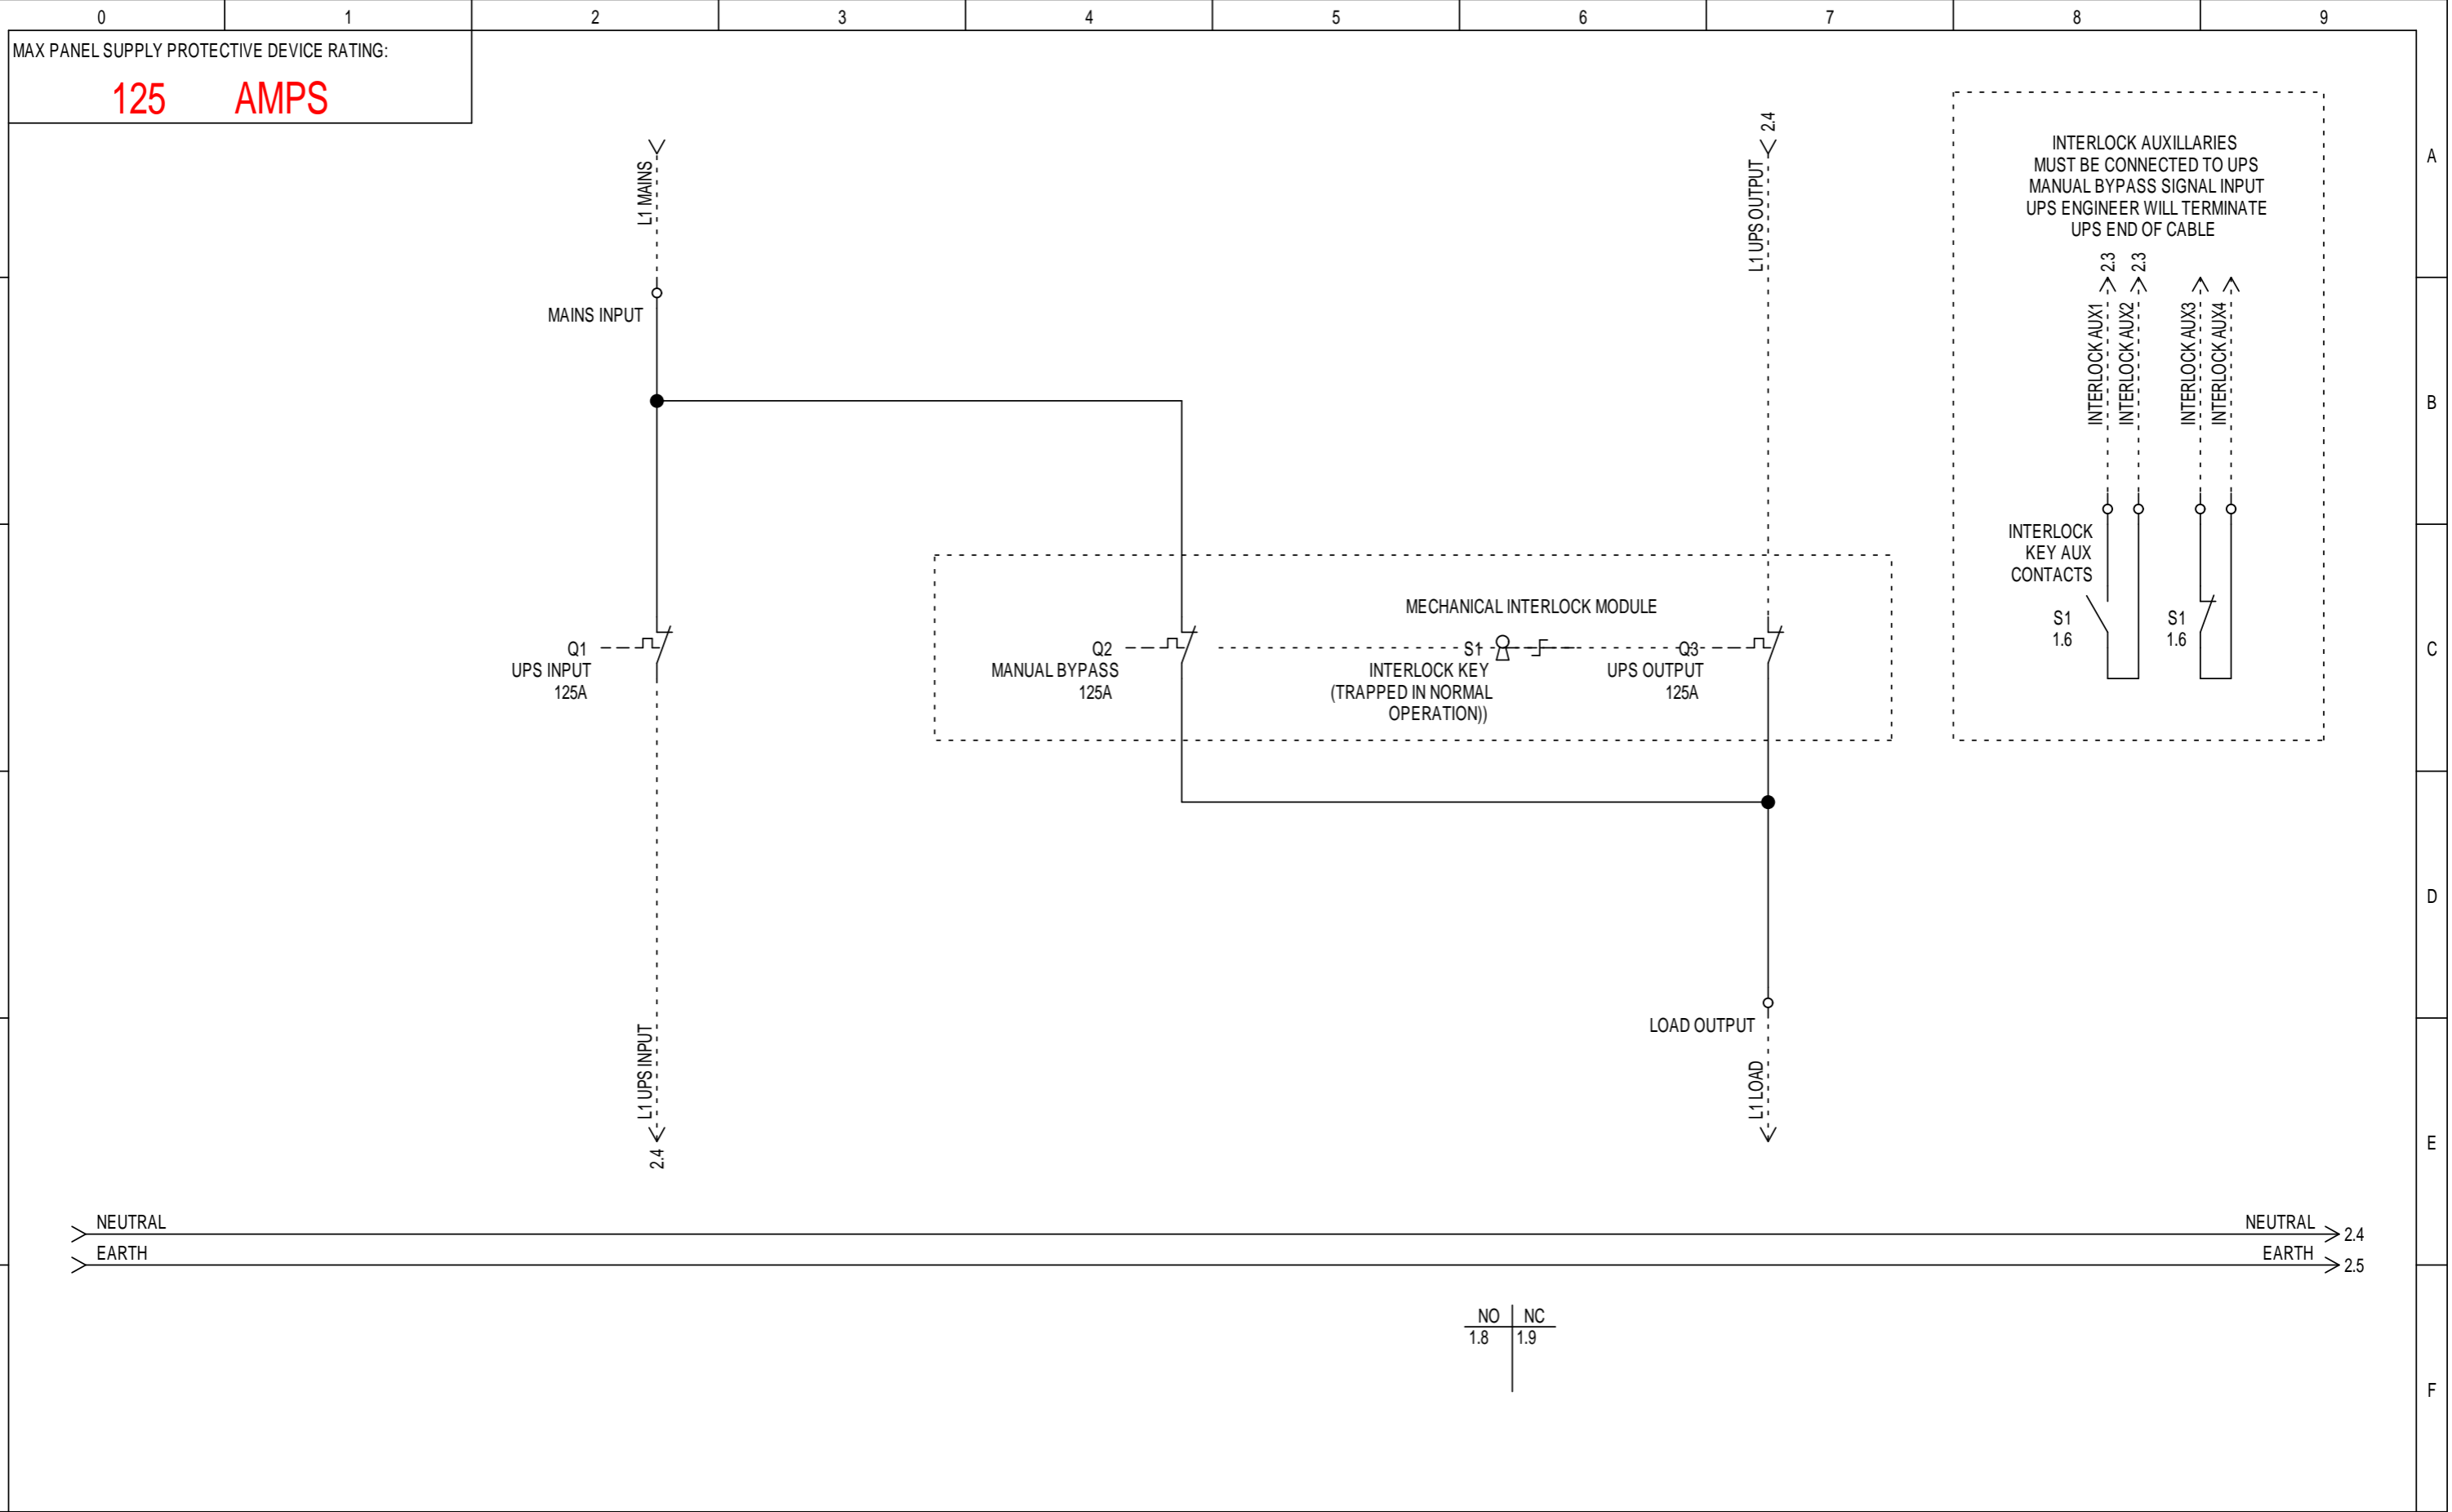 0 1 2 3 4 5 6 7 8 9
MAX PANEL SUPPLY PROTECTIVE DEVICE RATING:
125 AMPS
A
B
C
D
E
F
L1 MAINS
MAINS INPUT
2.4
L1 UPS OUTPUT
INTERLOCK AUXILLARIES
MUST BE CONNECTED TO UPS
MANUAL BYPASS SIGNAL INPUT
UPS ENGINEER WILL TERMINATE
UPS END OF CABLE
2.3
2.3
INTERLOCK AUX1
INTERLOCK AUX2
INTERLOCK AUX3
INTERLOCK AUX4
INTERLOCK
KEY AUX
CONTACTS
S1
1.6
S1
1.6
Q1
UPS INPUT
125A
Q2
MANUAL BYPASS
125A
MECHANICAL INTERLOCK MODULE
S1
INTERLOCK KEY
(TRAPPED IN NORMAL
OPERATION))
Q3
UPS OUTPUT
125A
L1 UPS INPUT
2.4
LOAD OUTPUT
L1 LOAD
NEUTRAL
EARTH
NEUTRAL 2.4
EARTH 2.5
NO NC
1.8 1.9